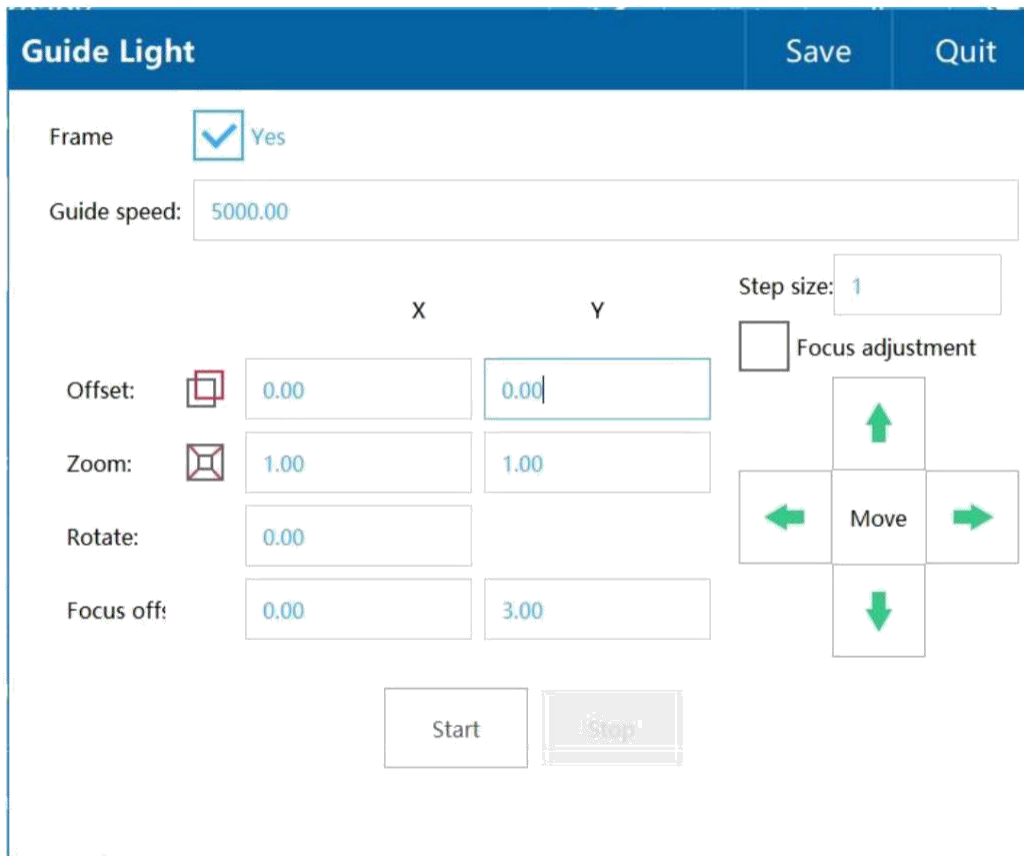 Guide Light Save Quit
Frame Yes
Guide speed: 5000.00
Step size: 1
X Y
Focus adjustment
Offset: 0.00 0.00
Zoom: 1.00 1.00
Rotate: 0.00
Move
Focus off 0.00 3.00
Start Stop